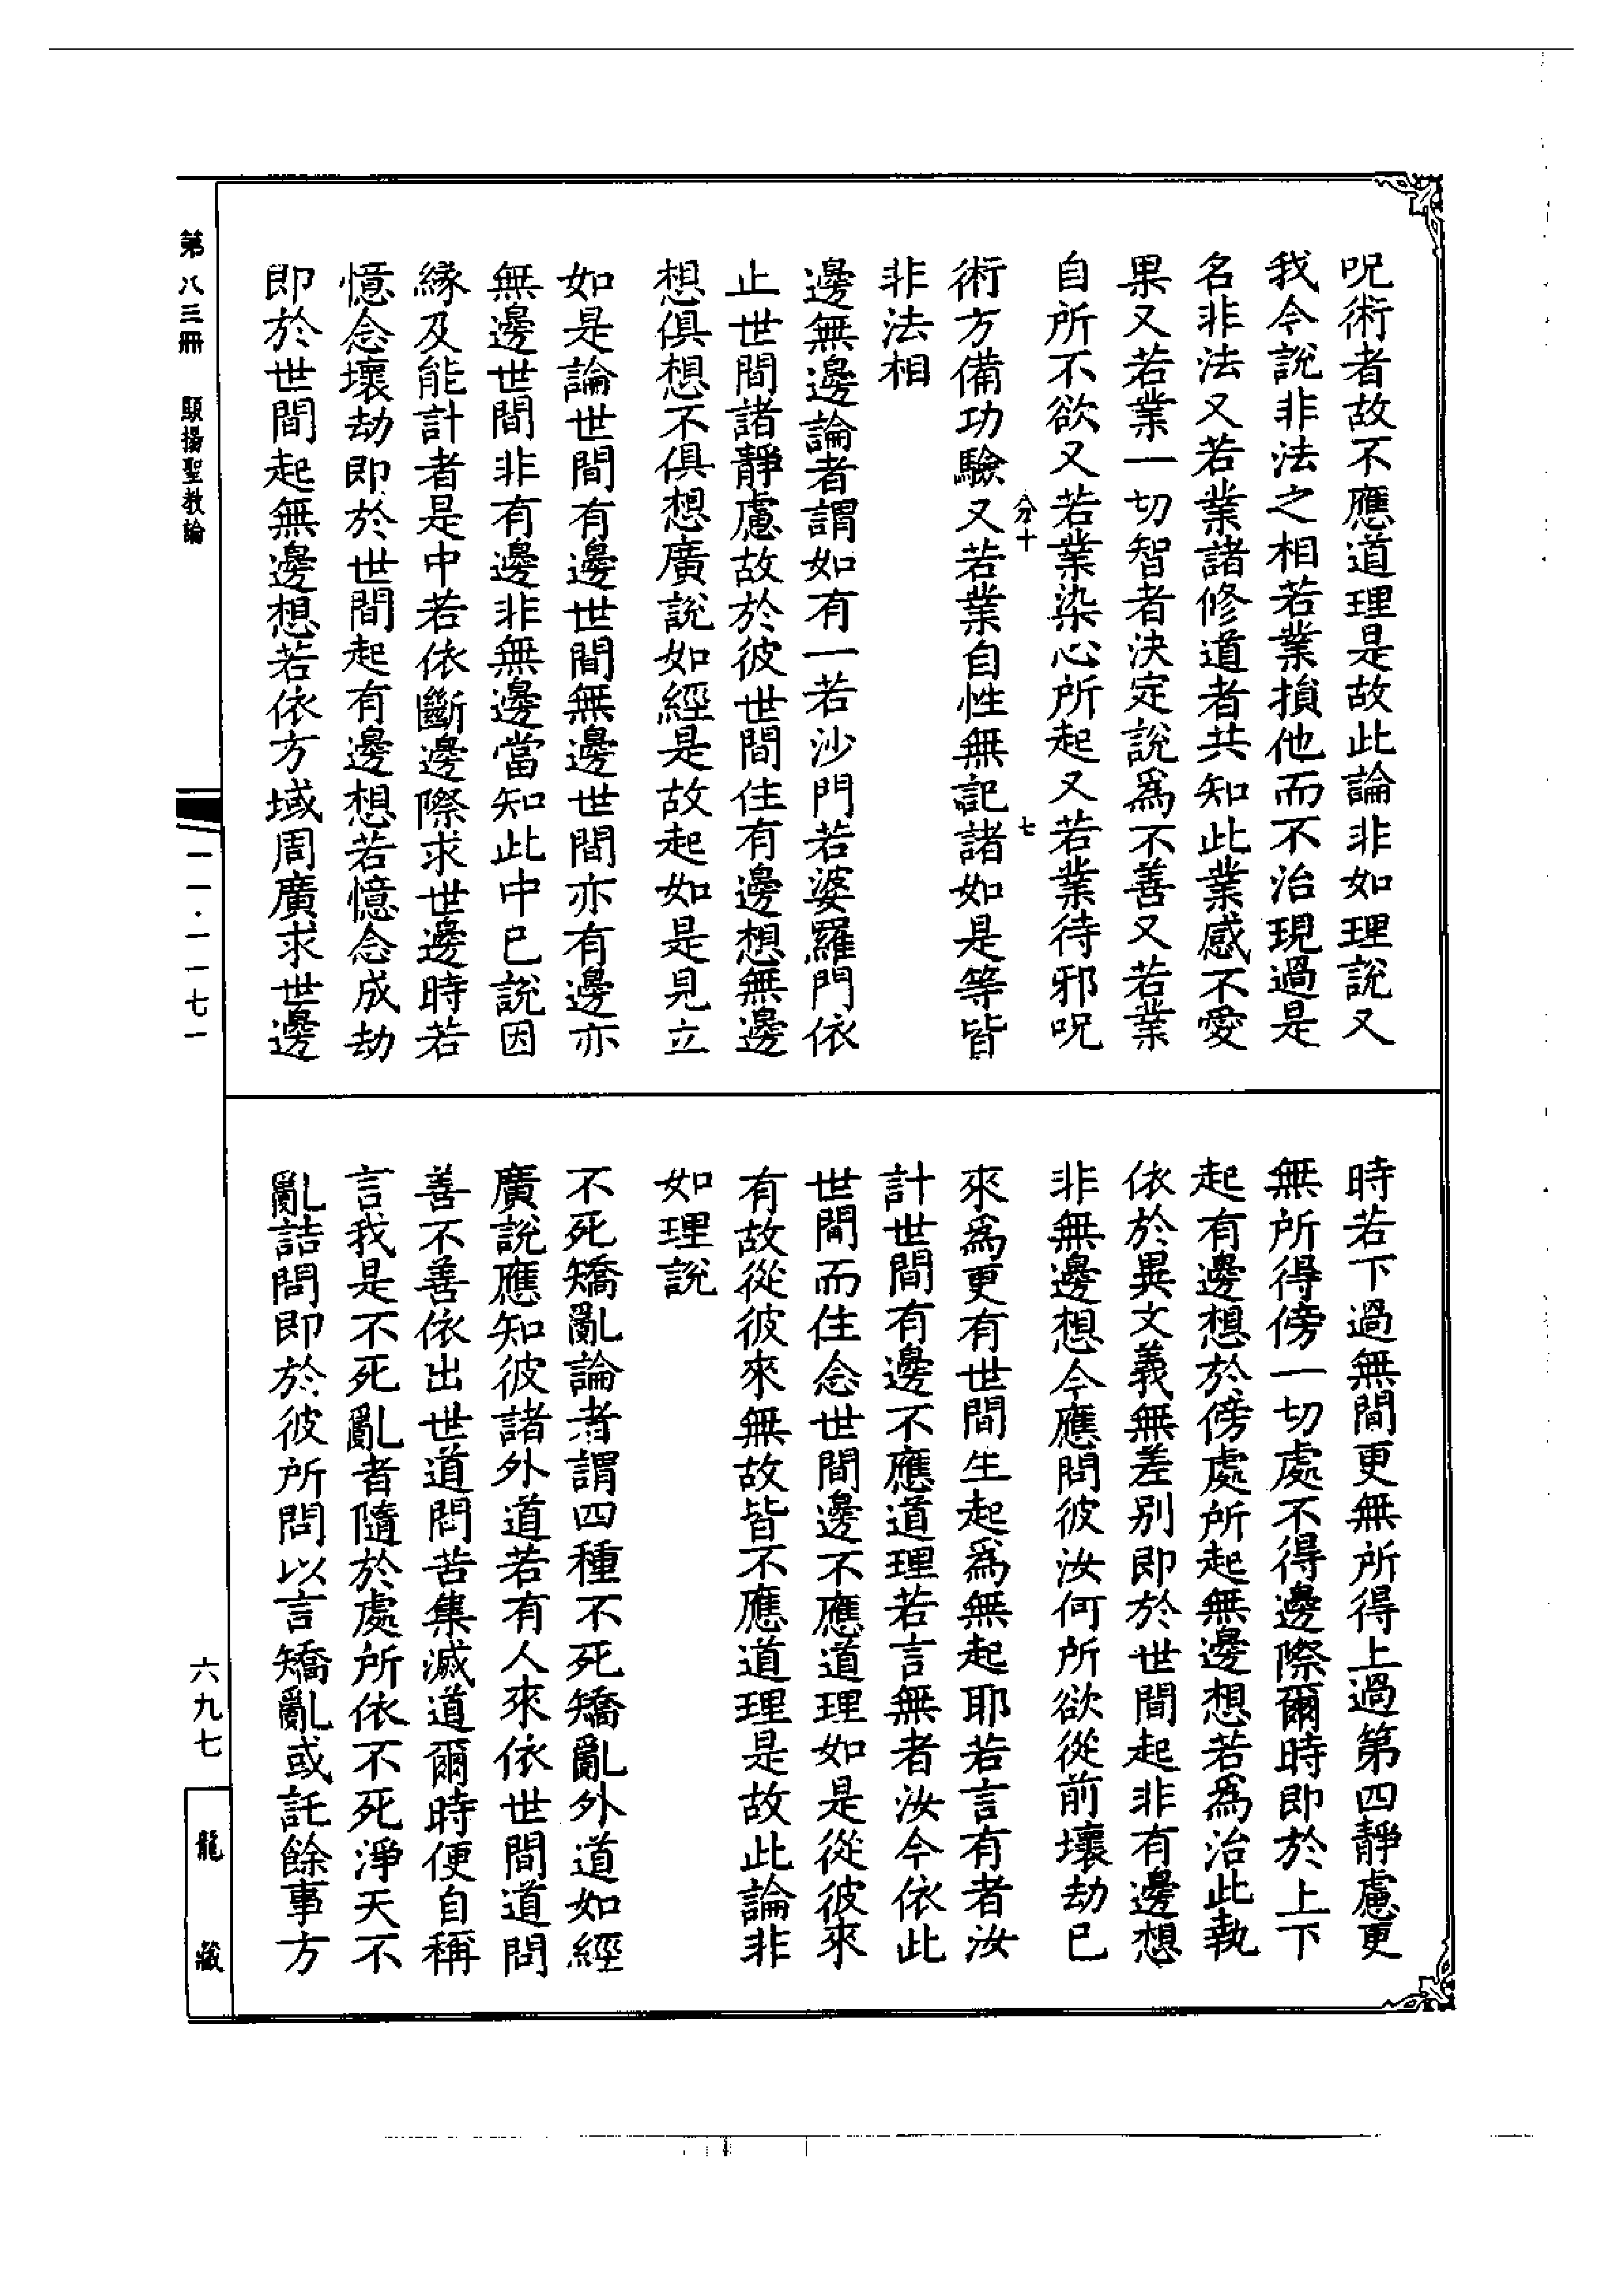 呪術者故不應道理是故此論非如理說又
我今說非法之相若業損他而不治現過是
名非法又若業諸修道者共知此業感不愛
果又若業一切智者決定說爲不善又若業
自所不欲又若業染心所起又若業待邪呪
分十 七
術方備功驗又若業自性無記諸如是等皆
非法相
邊無邊論者謂如有一若沙門若婆羅門依
止世間諸靜慮故於彼世間住有邊想無邊
想俱想不俱想廣說如經是故起如是見立
如是論世間有邊世間無邊世間亦有邊亦
無邊世間非有邊非無邊當知此中已說因
緣及能計者是中若依斷邊際求世邊時若
憶念壞劫即於世間起有邊想若憶念成劫
即於世間起無邊想若依方域周廣求世邊
時若下過無間更無所得上過第四靜慮更
無所得傍一切處不得邊際爾時即於上下
起有邊想於傍處所起無邊想若爲治此執
依於異文義無差別即於世間起非有邊想
非無邊想今應問彼汝何所欲從前壞劫已
來爲更有世間生起爲無起耶若言有者汝
計世間有邊不應道理若言無者汝今依此
世間而住念世間邊不應道理如是從彼來
有故從彼來無故皆不應道理是故此論非
如理說
不死矯亂論者謂四種不死矯亂外道如經
廣說應知彼諸外道若有人來依世間道問
善不善依出世道問苦集滅道爾時便自稱
言我是不死亂者隨於處所依不死淨天不
亂詰問即於彼所問以言矯亂或託餘事方
第八三冊 顯揚聖教論
一一·一一七一
六九七
龍藏